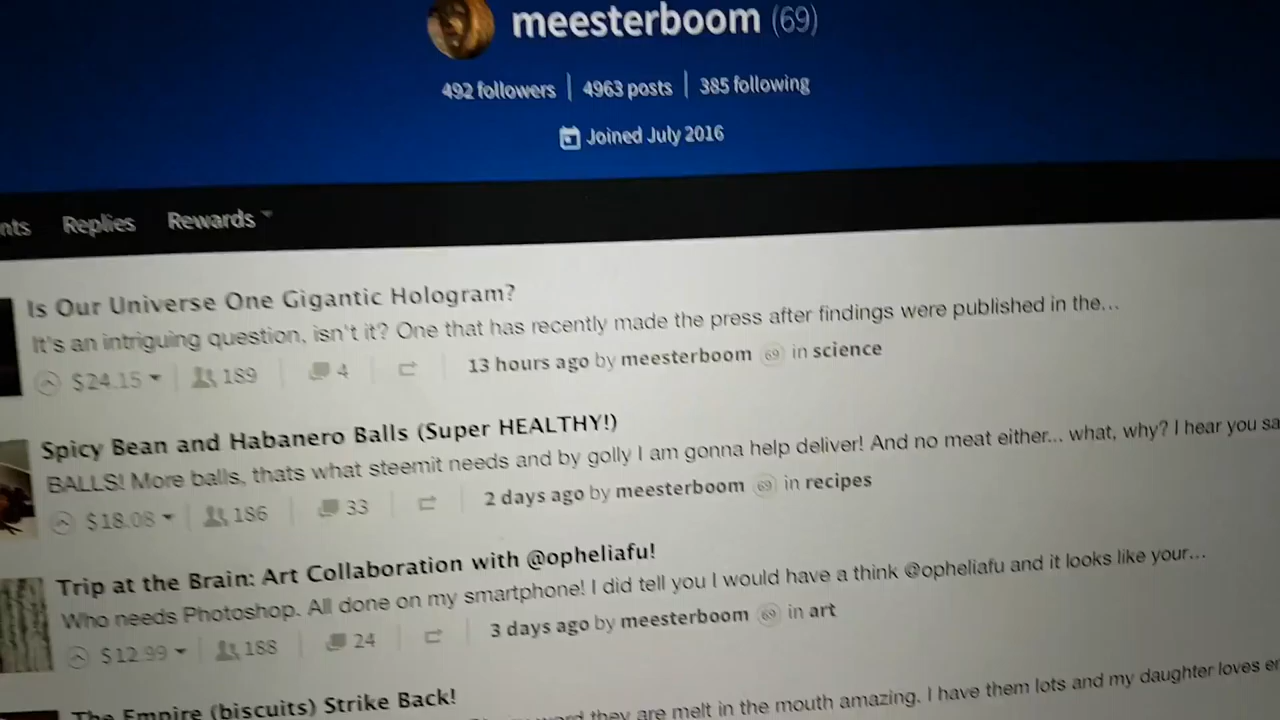 meesterboom (69)
492 followers | 4963 posts | 385 following
Joined July 2016
nts Replies Rewards
Is Our Universe One Gigantic Hologram?
It's an intriguing question, isn't it? One that has recently made the press after findings were published in the...
$24.15 | 189 | 4 | | 13 hours ago by meesterboom 69 in science
Spicy Bean and Habanero Balls (Super HEALTHY!)
BALLS! More balls, thats what steemit needs and by golly I am gonna help deliver! And no meat either... what, why? I hear you sa
$18.08 | 186 | 33 | | 2 days ago by meesterboom 69 in recipes
Trip at the Brain: Art Collaboration with @opheliafu!
Who needs Photoshop. All done on my smartphone! I did tell you I would have a think @opheliafu and it looks like your...
$12.99 | 188 | 24 | | 3 days ago by meesterboom 69 in art
The Empire (biscuits) Strike Back!
word they are melt in the mouth amazing. I have them lots and my daughter loves